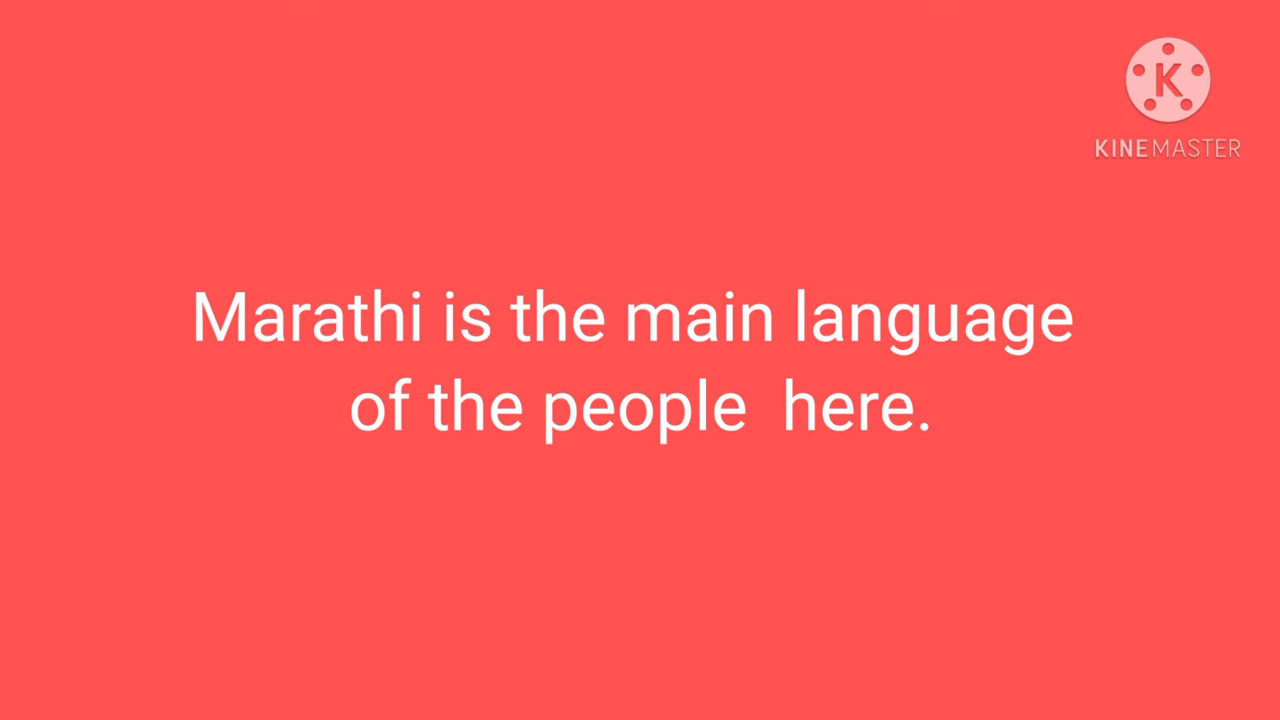 K
KINEMASTER
Marathi is the main language
of the people  here.